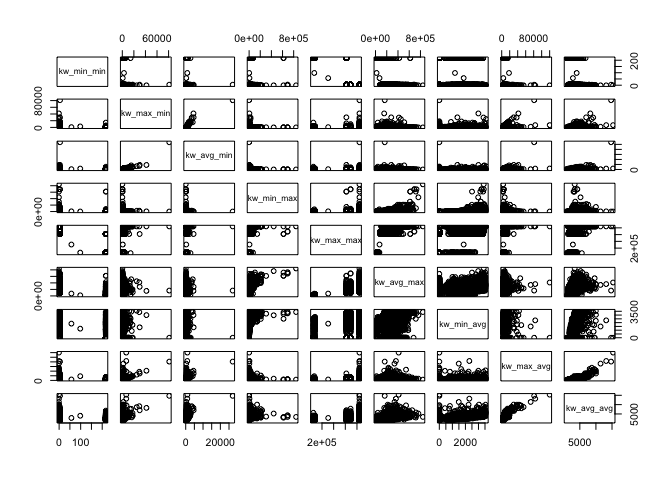 0 60000
0e+00 8e+05
0e+00 8e+05
0 80000
kw_min_min
0 200
0 80000
kw_max_min
kw_avg_min
0
0e+00
kw_min_max
kw_max_max
2e+05
0e+00
kw_avg_max
kw_min_avg
0 3500
0
kw_max_avg
kw_avg_avg
5000
0 100
0 20000
2e+05
0 2000
5000